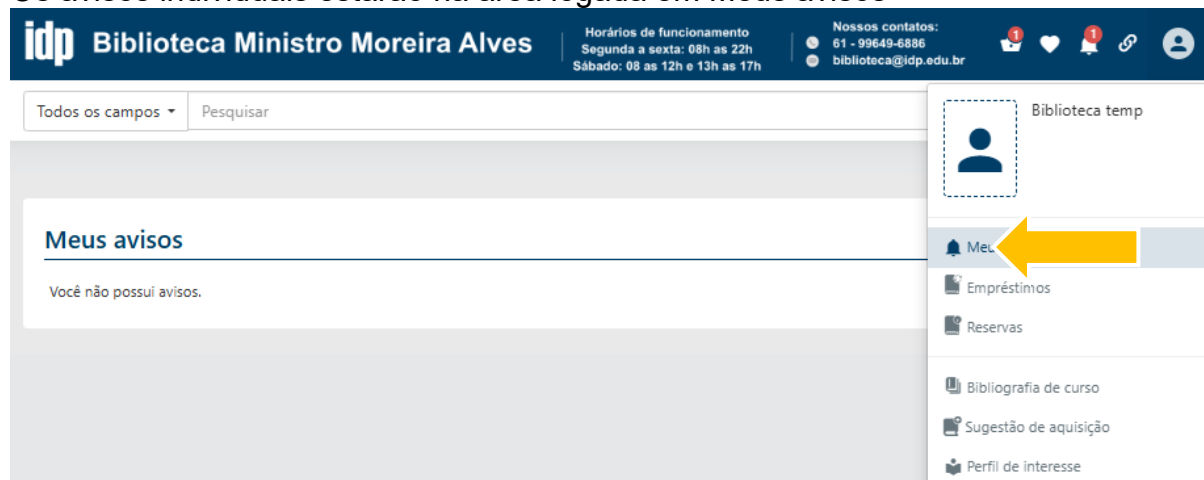 idp Biblioteca Ministro Moreira Alves
Horários de funcionamento
Segunda a sexta: 08h as 22h
Sábado: 08 as 12h e 13h as 17h
Nossos contatos:
61 - 99649-6886
biblioteca@idp.edu.br
1
1
Todos os campos
Pesquisar
Biblioteca temp
Meus avisos
Você não possui avisos.
Empréstimos
Reservas
Bibliografia de curso
Sugestão de aquisição
Perfil de interesse